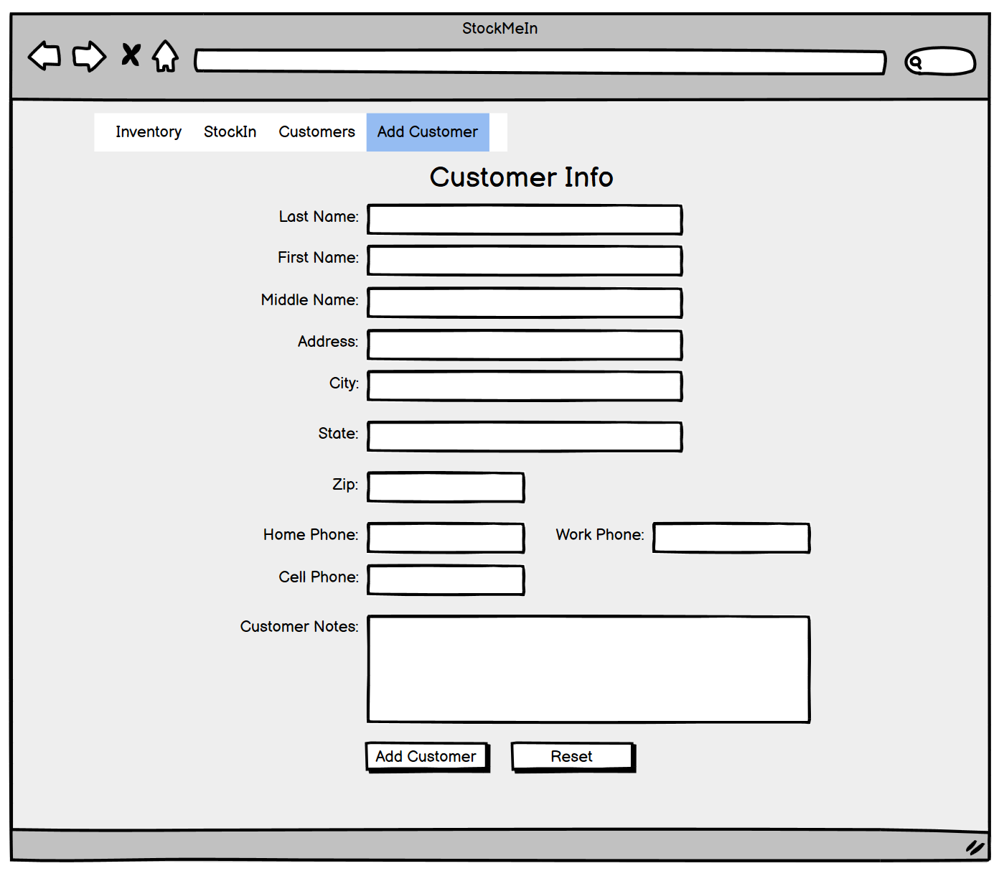 StockMeIn
Inventory StockIn Customers Add Customer
Customer Info
Last Name:
First Name:
Middle Name:
Address:
City:
State:
Zip:
Home Phone: Work Phone:
Cell Phone:
Customer Notes:
Add Customer Reset